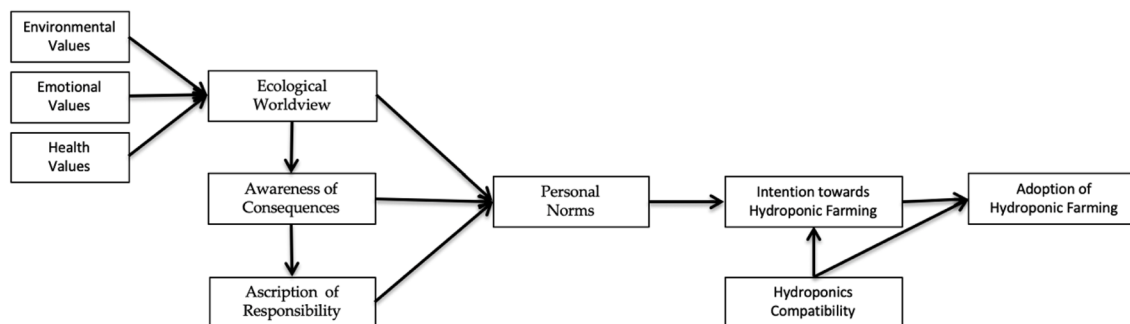 Environmental
Values
Emotional
Values
Health
Values
Ecological
Worldview
Awareness of
Consequences
Ascription of
Responsibility
Personal
Norms
Intention towards
Hydroponic Farming
Hydroponics
Compatibility
Adoption of
Hydroponic Farming